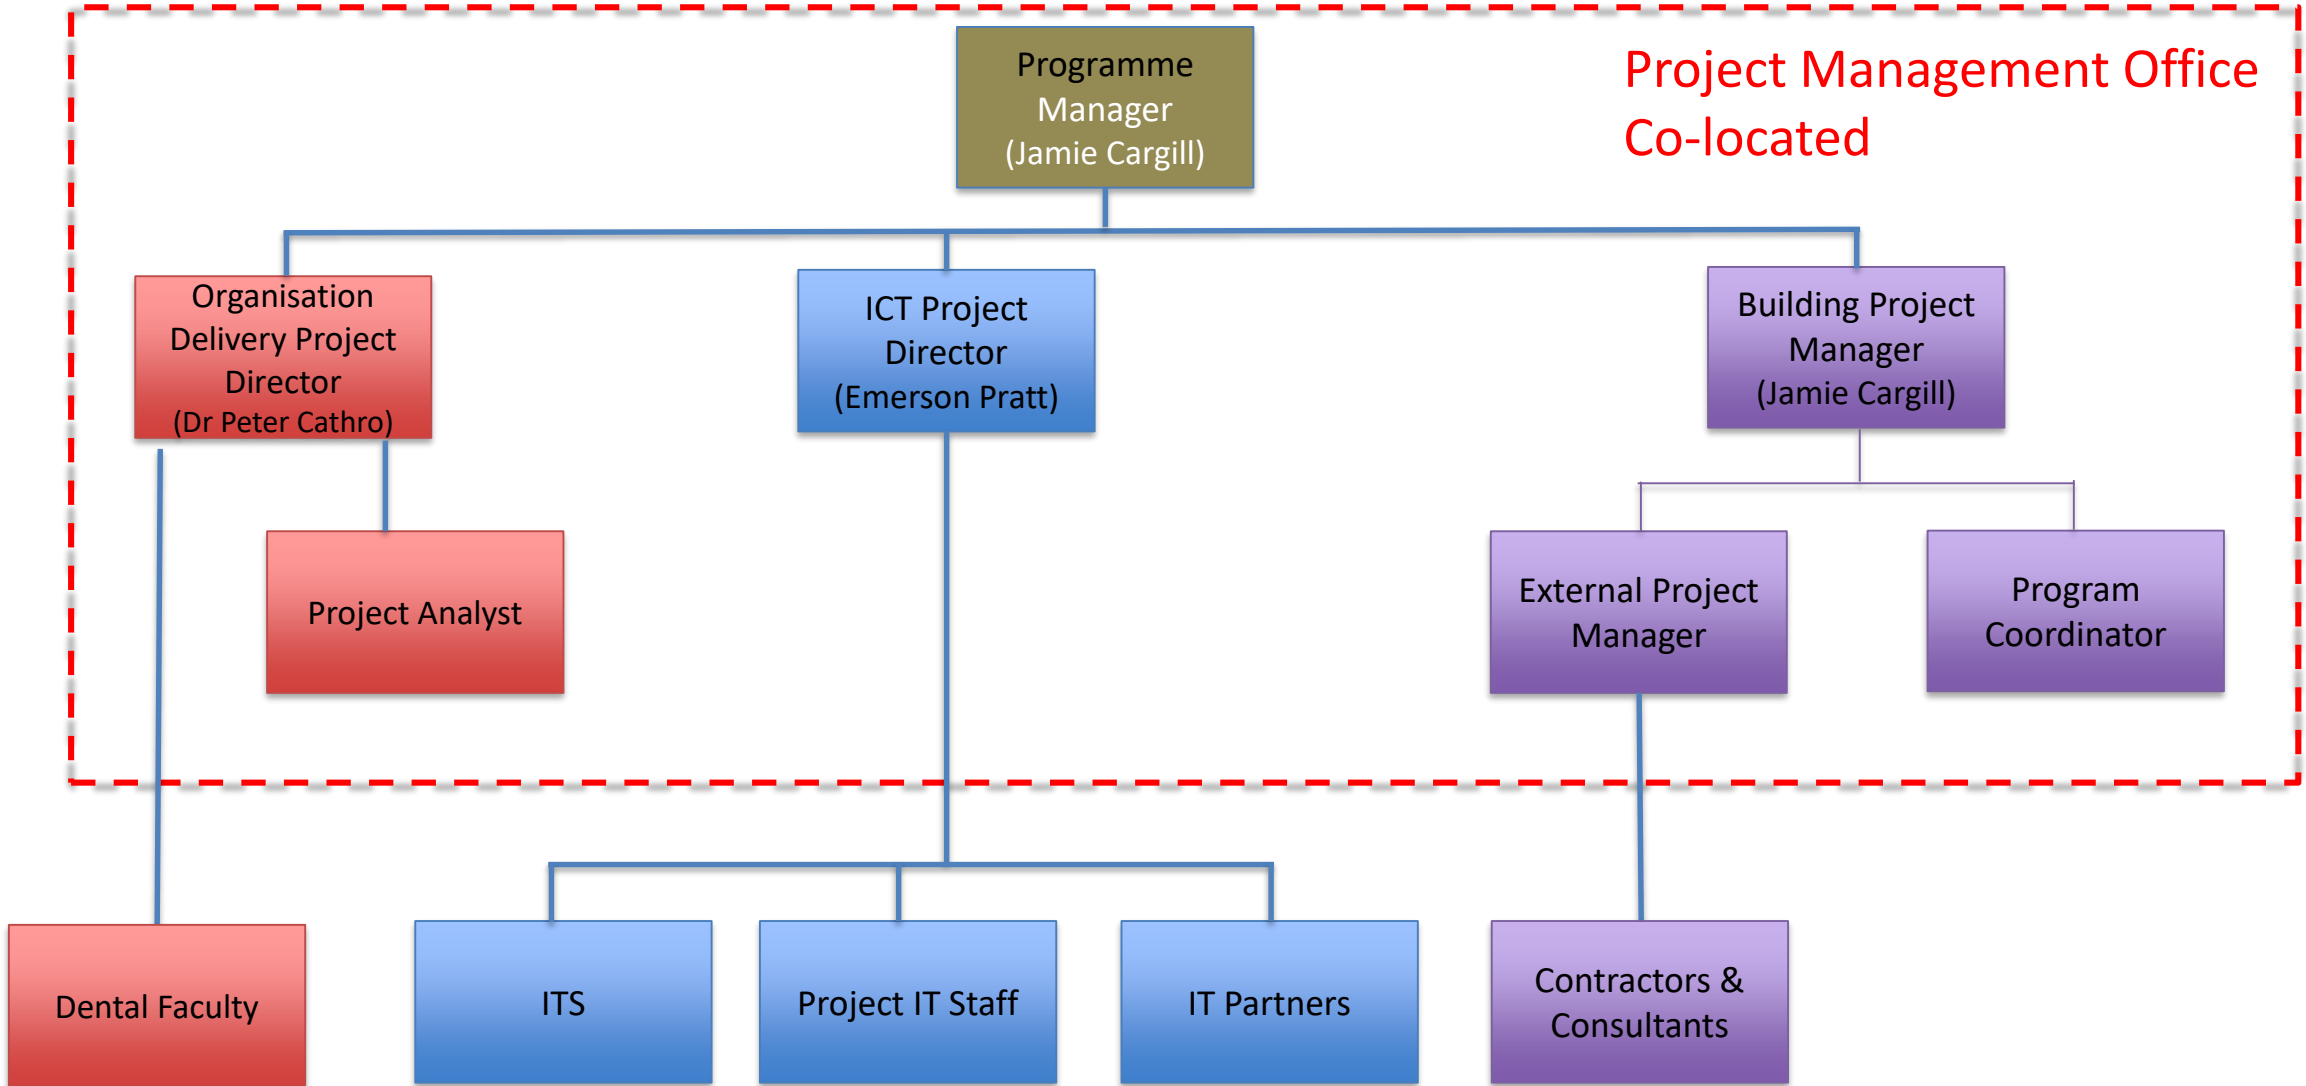 Programme
Manager
(Jamie Cargill)
Project Management Office
Co-located
Organisation
Delivery Project
Director
(Dr Peter Cathro)
ICT Project
Director
(Emerson Pratt)
Building Project
Manager
(Jamie Cargill)
Project Analyst
External Project
Manager
Program
Coordinator
Dental Faculty
ITS
Project IT Staff
IT Partners
Contractors &
Consultants